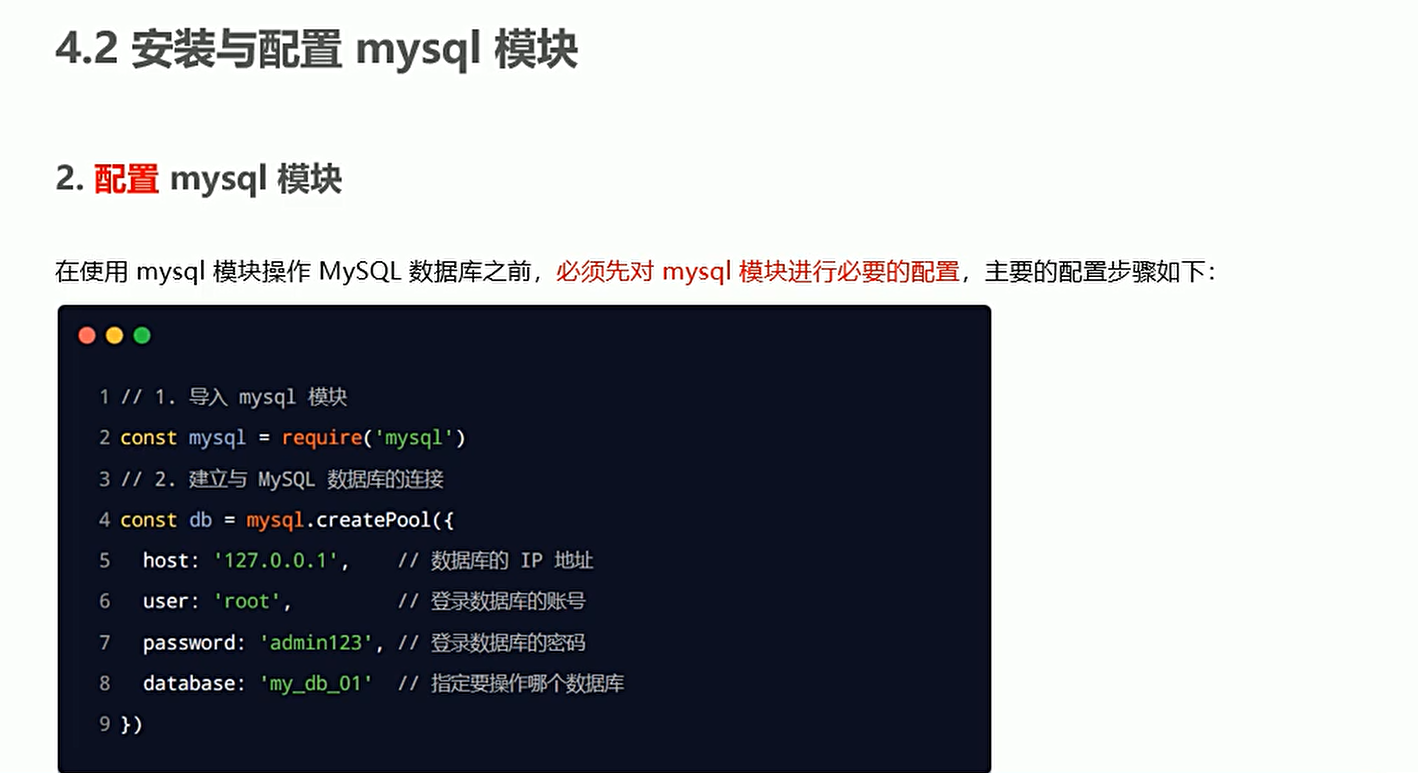 4.2 安装与配置 mysql 模块
2. 配置 mysql 模块
在使用 mysql 模块操作 MySQL 数据库之前，必须先对 mysql 模块进行必要的配置，主要的配置步骤如下：
1 // 1. 导入 mysql 模块
2 const mysql = require('mysql')
3 // 2. 建立与 MySQL 数据库的连接
4 const db = mysql.createPool({
5   host: '127.0.0.1',    // 数据库的 IP 地址
6   user: 'root',         // 登录数据库的账号
7   password: 'admin123', // 登录数据库的密码
8   database: 'my_db_01'  // 指定要操作哪个数据库
9 })